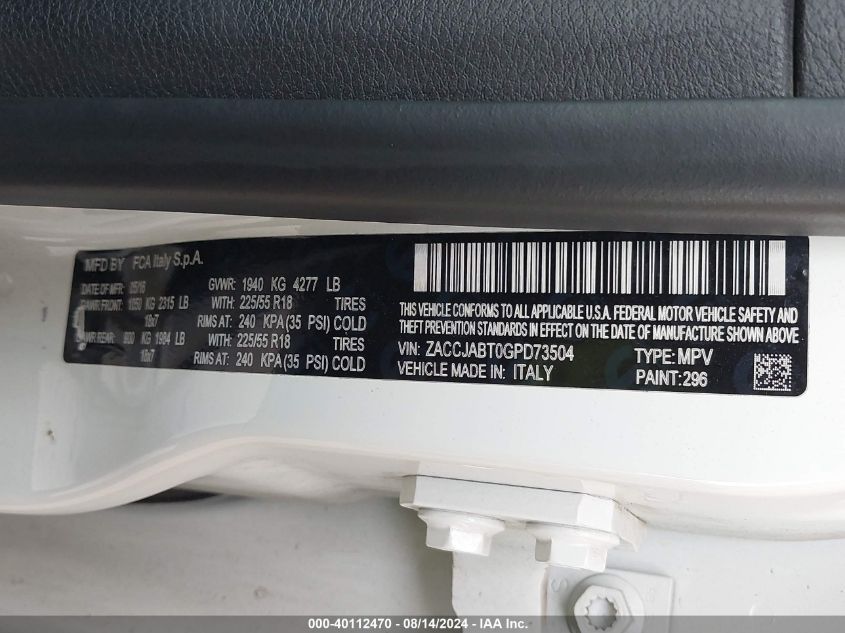 MFD BY FCA Italy S.p.A.
DATE OF MFR 05/16 GVWR: 1940 KG 4277 LB
GAWR FRONT: 1050 KG 2315 LB WITH: 225/55 R18 TIRES
18x7 RIMS AT: 240 KPA(35 PSI) COLD
GAWR REAR: 900 KG 1984 LB WITH: 225/55 R18 TIRES
18x7 RIMS AT: 240 KPA(35 PSI) COLD
THIS VEHICLE CONFORMS TO ALL APPLICABLE U.S.A. FEDERAL MOTOR VEHICLE SAFETY AND
THEFT PREVENTION STANDARDS IN EFFECT ON THE DATE OF MANUFACTURE SHOWN ABOVE
VIN: ZACCJABT0GPD73504 TYPE: MPV
VEHICLE MADE IN: ITALY PAINT:296
000-40112470 - 08/14/2024 - IAA Inc.